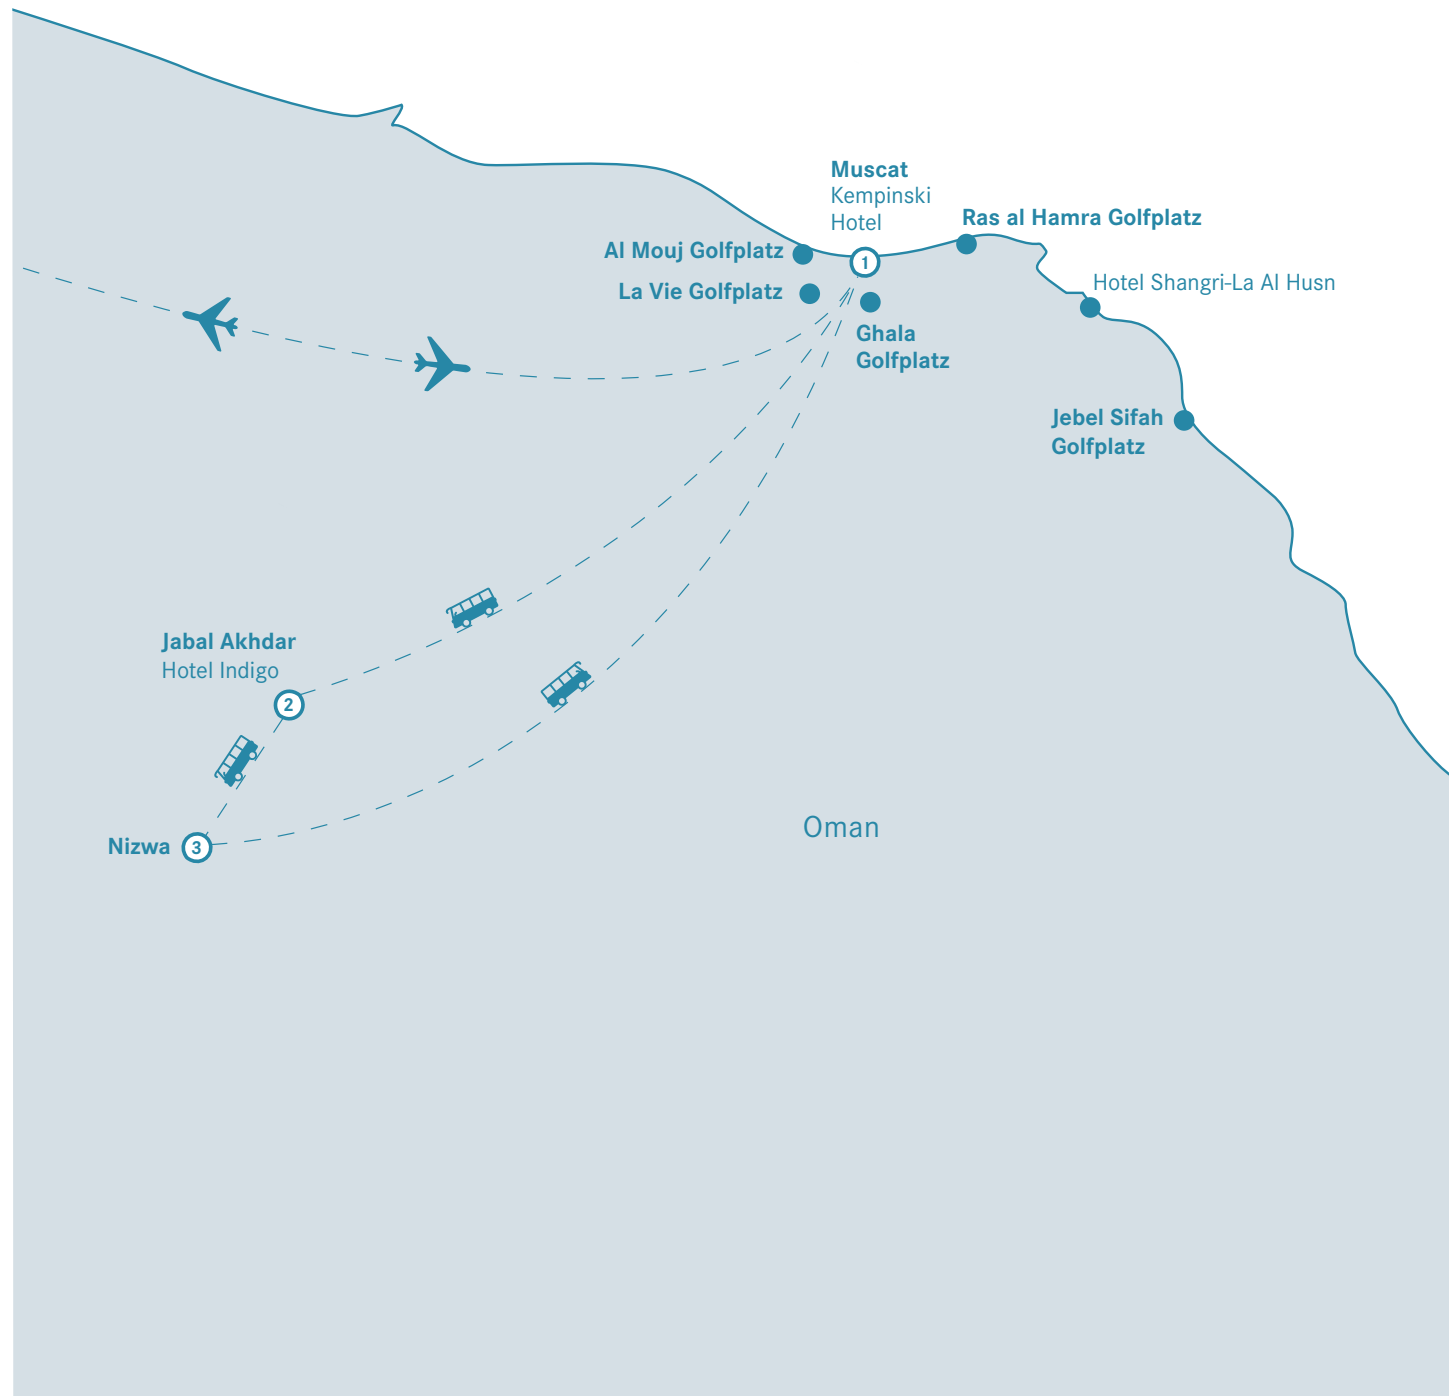 Muscat
Kempinski
Hotel
Ras al Hamra Golfplatz
Al Mouj Golfplatz
1
La Vie Golfplatz
Hotel Shangri-La Al Husn
Ghala
Golfplatz
Jebel Sifah
Golfplatz
Jabal Akhdar
Hotel Indigo
2
Nizwa 3
Oman